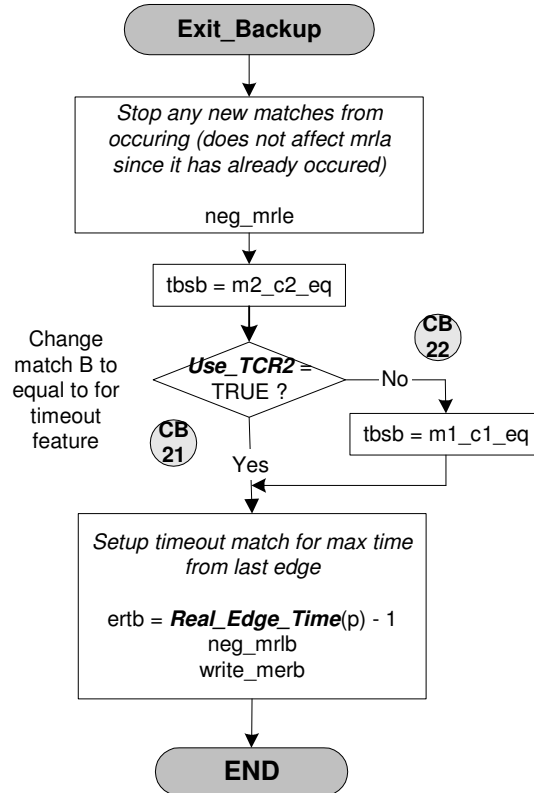 Exit_Backup
Stop any new matches from
occuring (does not affect mrla
since it has already occured)
neg_mrle
tbsb = m2_c2_eq
Change
match B to
equal to for
timeout
feature
Use_TCR2 =
TRUE ?
CB
22
No
CB
21
Yes
tbsb = m1_c1_eq
Setup timeout match for max time
from last edge
ertb = Real_Edge_Time(p) - 1
neg_mrlb
write_merb
END